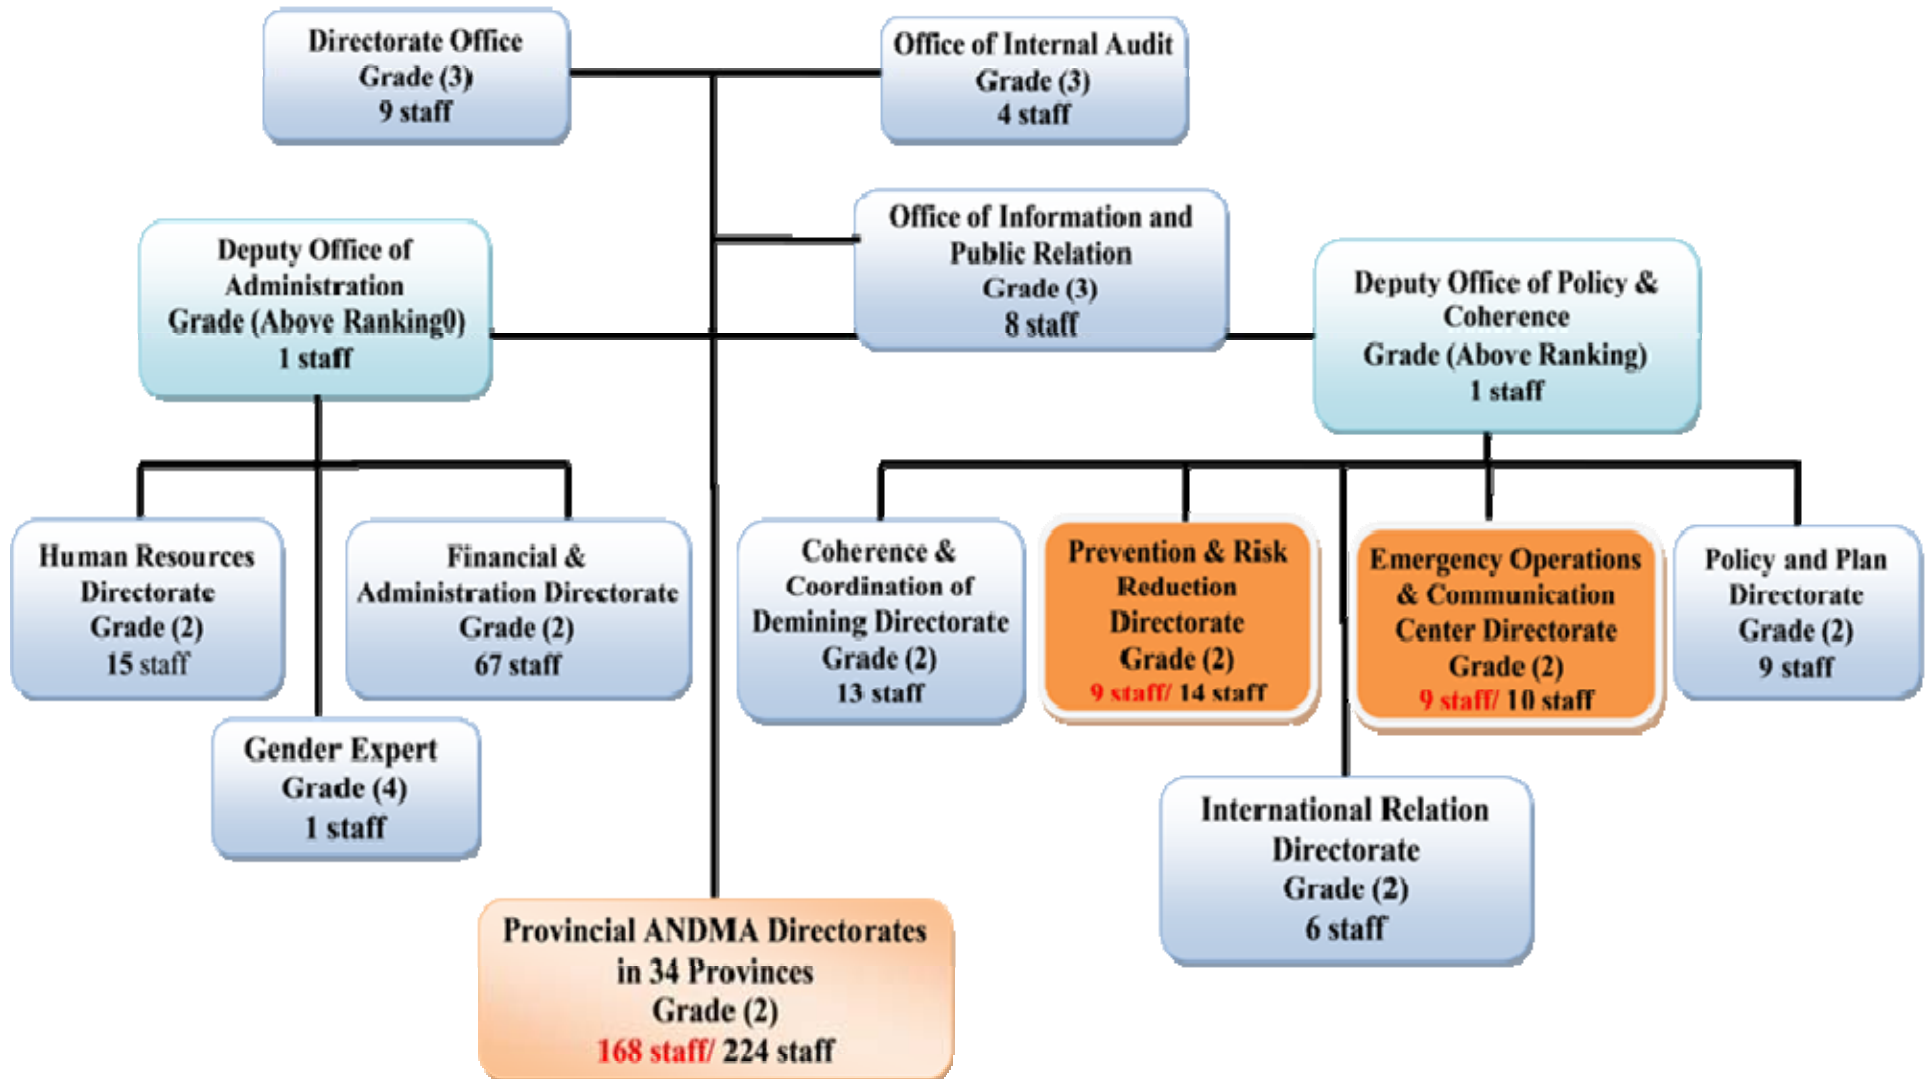 Directorate Office
Grade (3)
9 staff
Office of Internal Audit
Grade (3)
4 staff
Office of Information and
Public Relation
Grade (3)
8 staff
Deputy Office of
Administration
Grade (Above Ranking0)
1 staff
Deputy Office of Policy &
Coherence
Grade (Above Ranking)
1 staff
Human Resources
Directorate
Grade (2)
15 staff
Financial &
Administration Directorate
Grade (2)
67 staff
Coherence &
Coordination of
Demining Directorate
Grade (2)
13 staff
Prevention & Risk
Reduction
Directorate
Grade (2)
9 staff/ 14 staff
Emergency Operations
& Communication
Center Directorate
Grade (2)
9 staff/ 10 staff
Policy and Plan
Directorate
Grade (2)
9 staff
Gender Expert
Grade (4)
1 staff
International Relation
Directorate
Grade (2)
6 staff
Provincial ANDMA Directorates
in 34 Provinces
Grade (2)
168 staff/ 224 staff